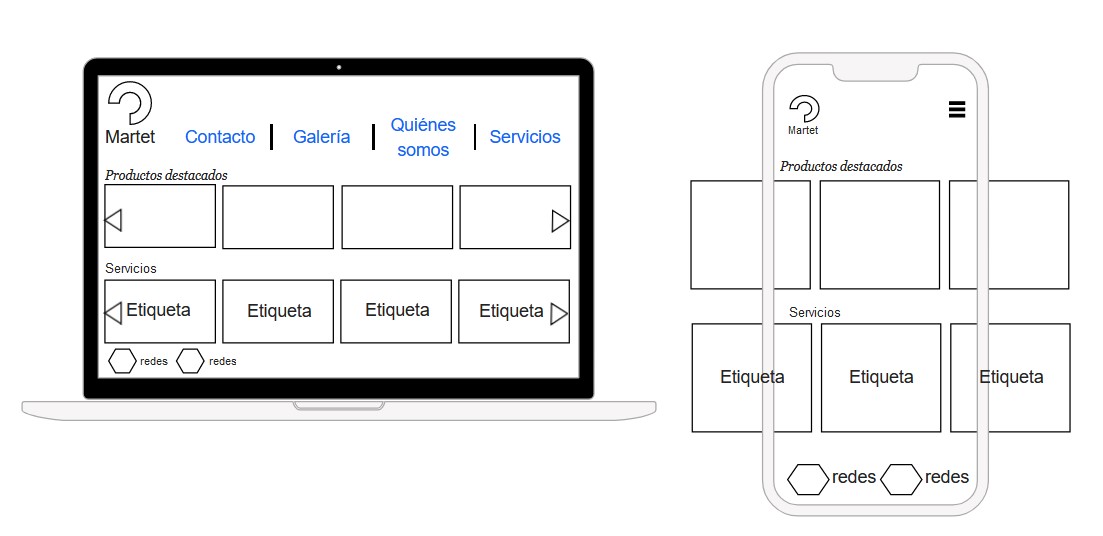 Martet
Contacto
Galería
Quiénes
somos
Servicios
Productos destacados
Servicios
Etiqueta Etiqueta Etiqueta Etiqueta
redes redes
Martet
Productos destacados
Servicios
Etiqueta Etiqueta Etiqueta
redes redes